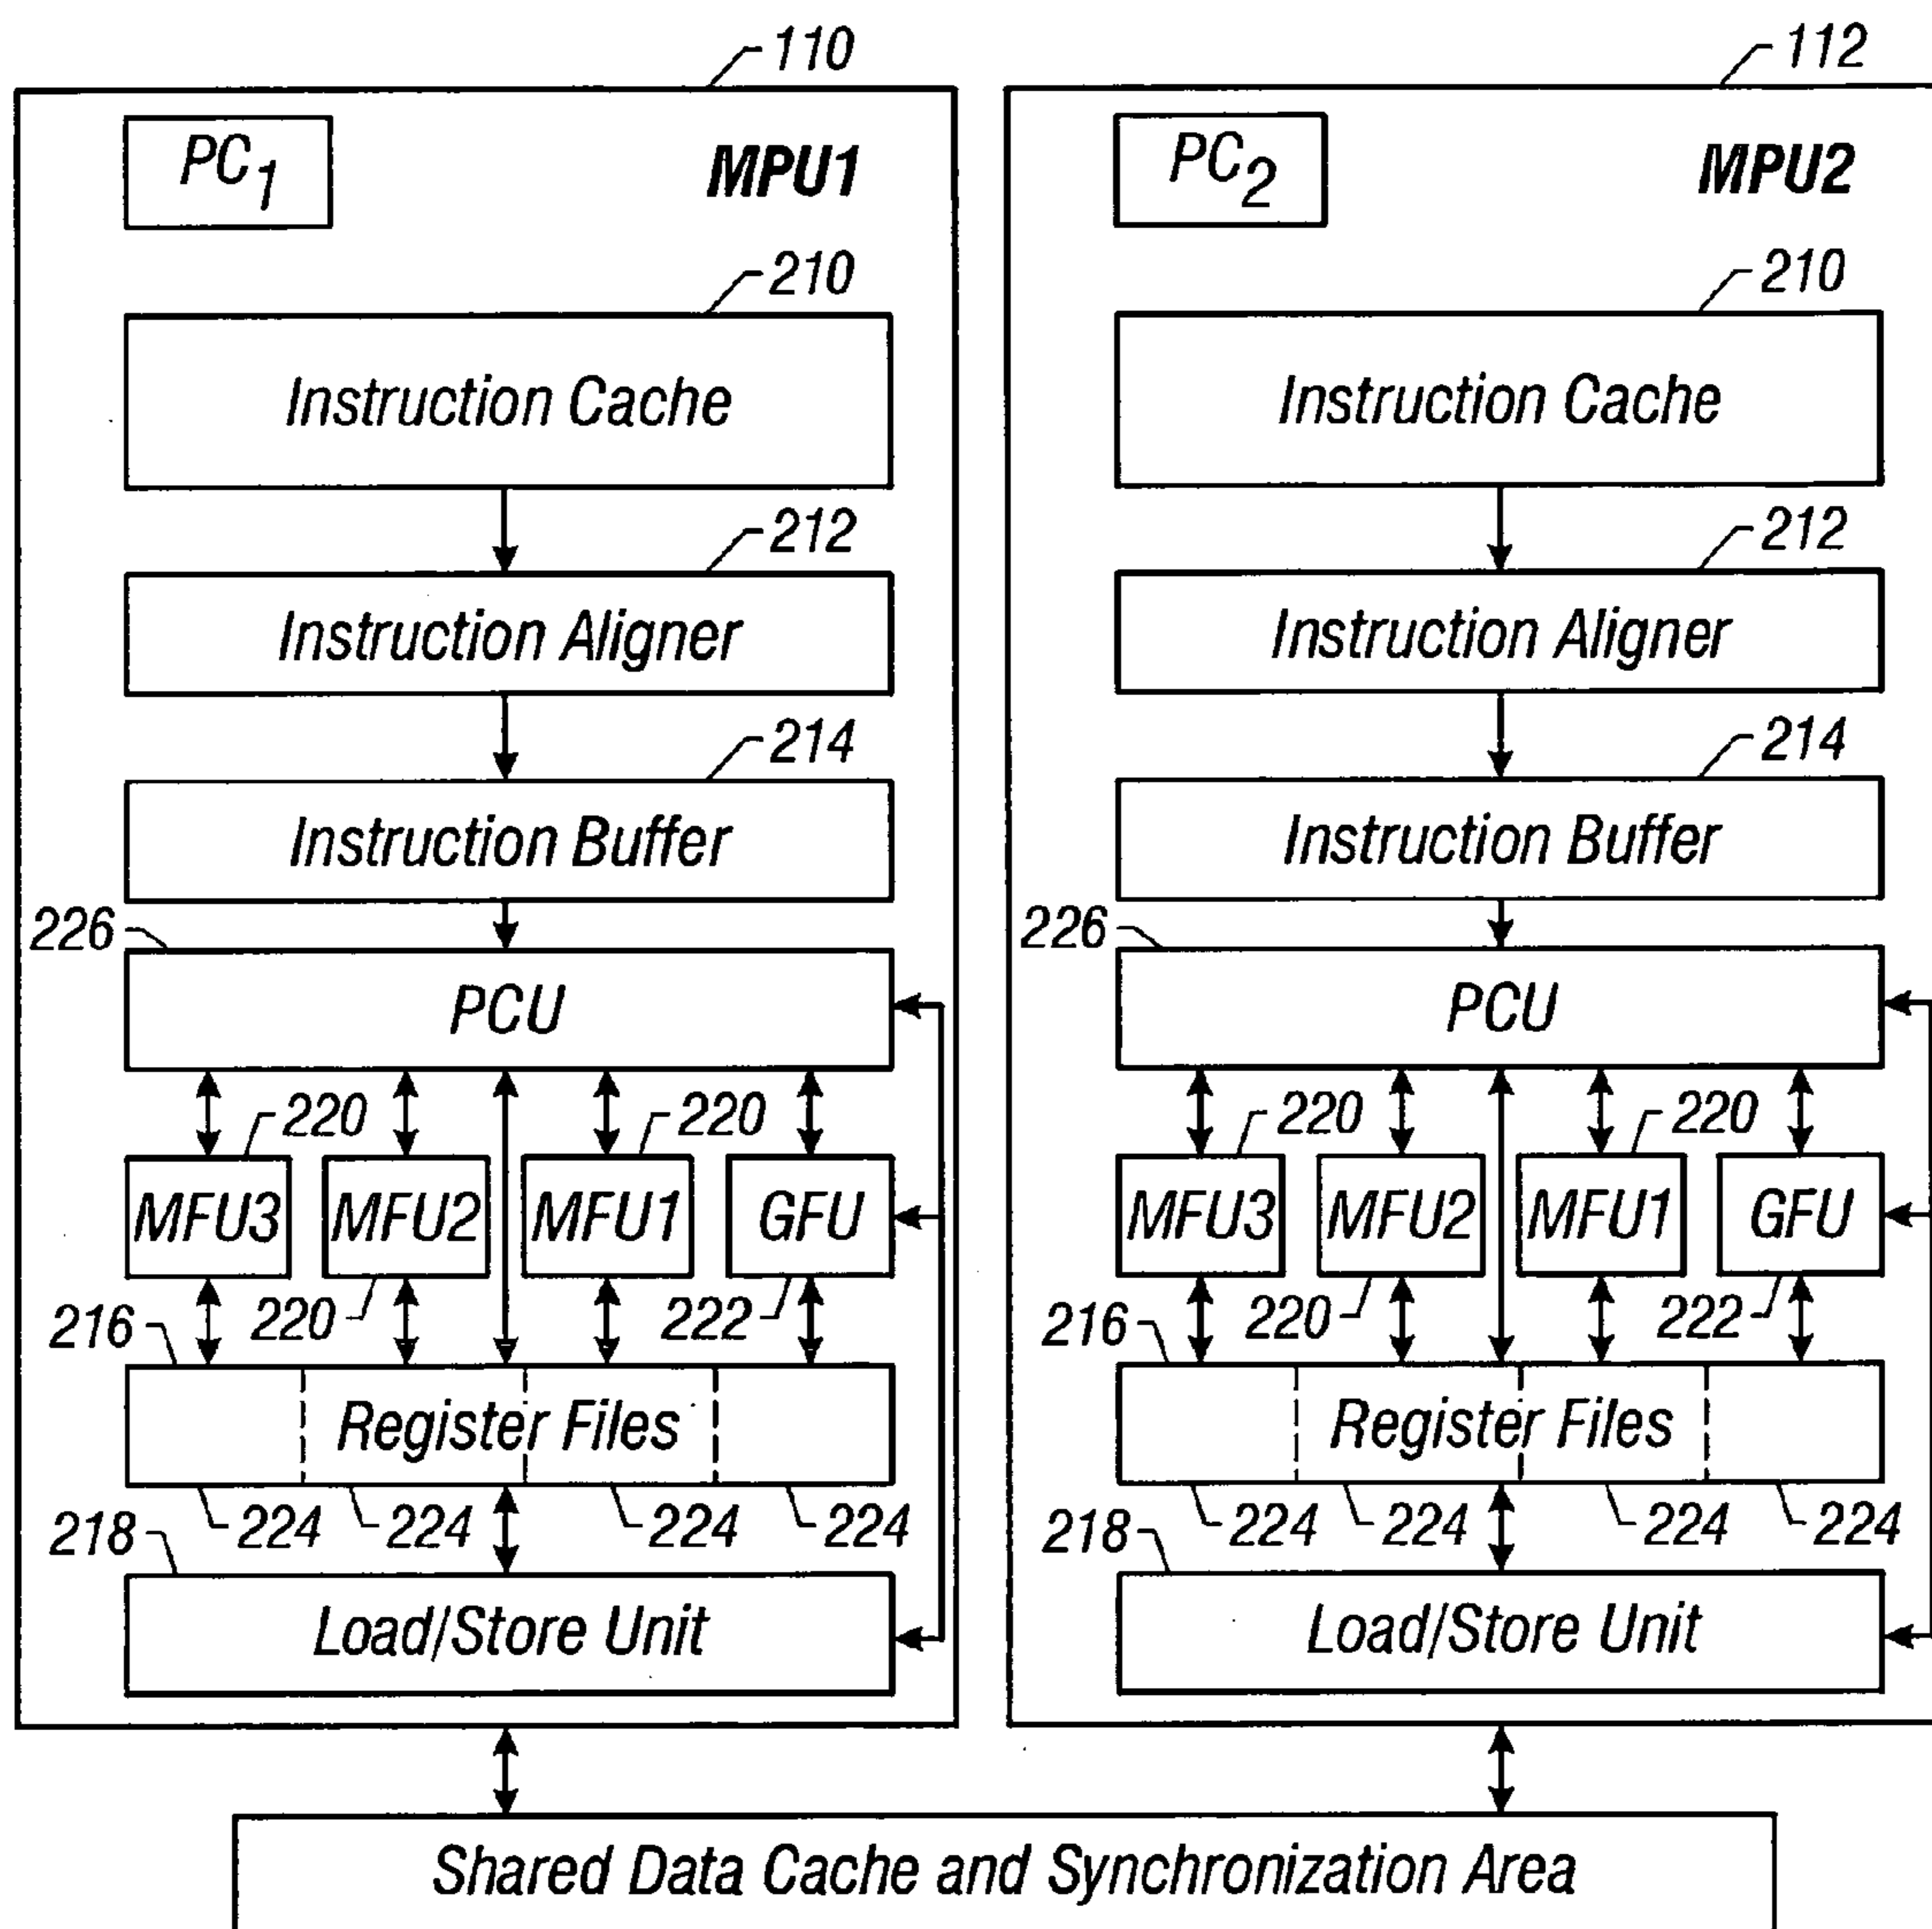 110
PC1
MPU1
210
Instruction Cache
212
Instruction Aligner
214
Instruction Buffer
226
PCU
220
220
MFU3
MFU2
MFU1
GFU
216
220
222
Register Files
218
224
224
224
224
Load/Store Unit
112
PC2
MPU2
210
Instruction Cache
212
Instruction Aligner
214
Instruction Buffer
226
PCU
220
220
MFU3
MFU2
MFU1
GFU
216
220
222
Register Files
218
224
224
224
224
Load/Store Unit
Shared Data Cache and Synchronization Area